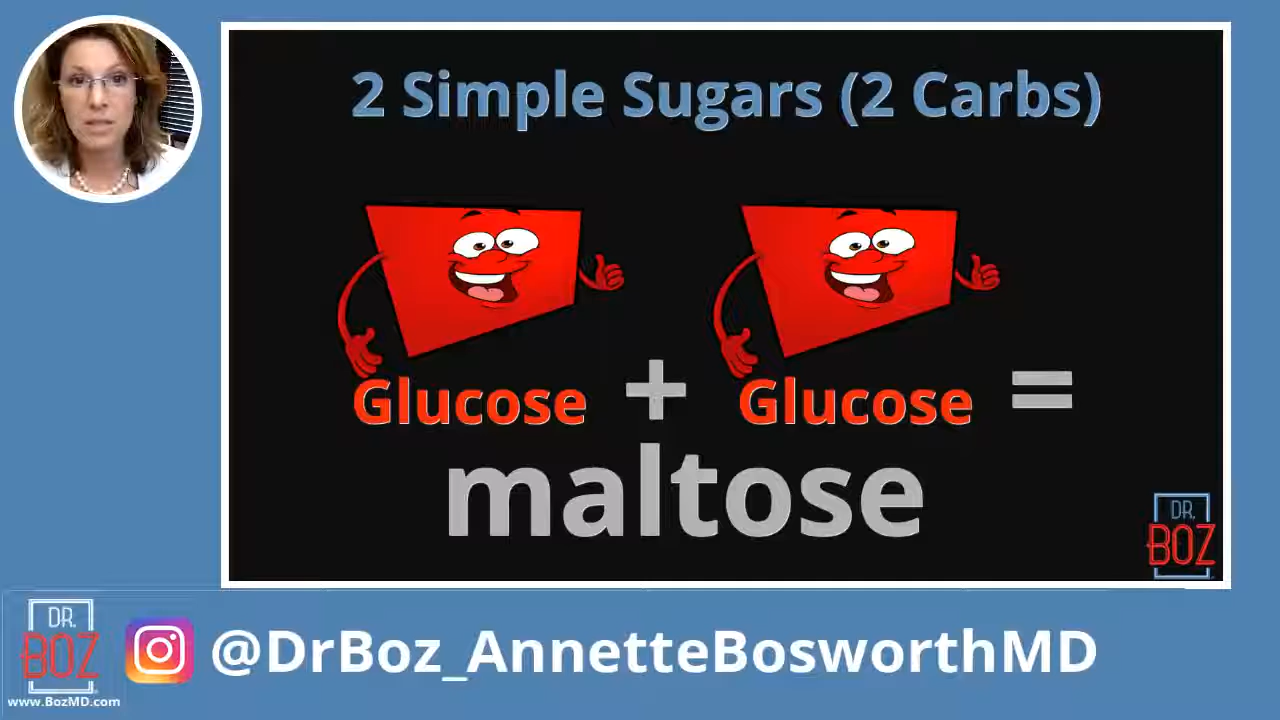 2 Simple Sugars (2 Carbs)
Glucose + Glucose =
maltose
DR.
BOZ
DR.
BOZ
@DrBoz_AnnetteBosworthMD
www.BozMD.com